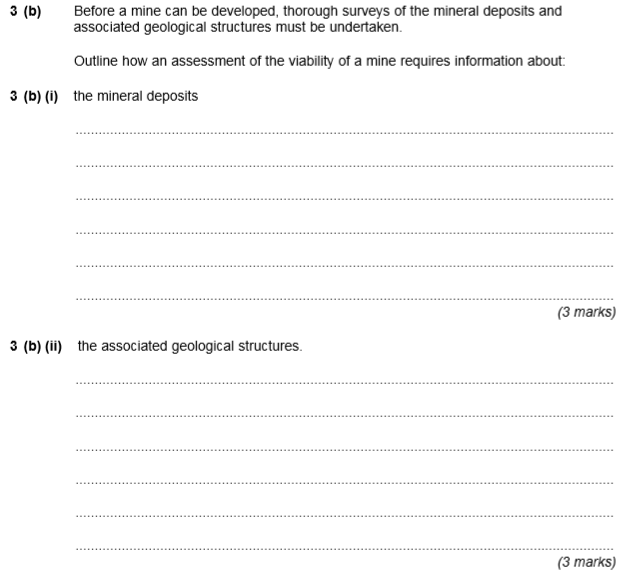 3 (b) Before a mine can be developed, thorough surveys of the mineral deposits and
associated geological structures must be undertaken.
Outline how an assessment of the viability of a mine requires information about:
3 (b) (i) the mineral deposits
(3 marks)
3 (b) (ii) the associated geological structures.
(3 marks)